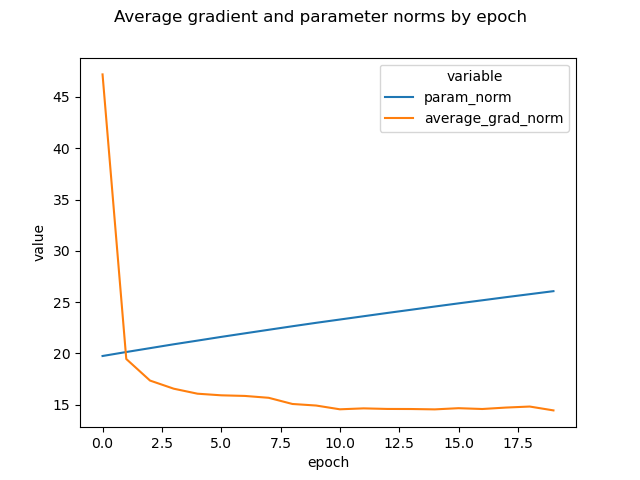 Average gradient and parameter norms by epoch
variable
param_norm
average_grad_norm
45
40
35
30
25
20
15
value
0.0 2.5 5.0 7.5 10.0 12.5 15.0 17.5
epoch